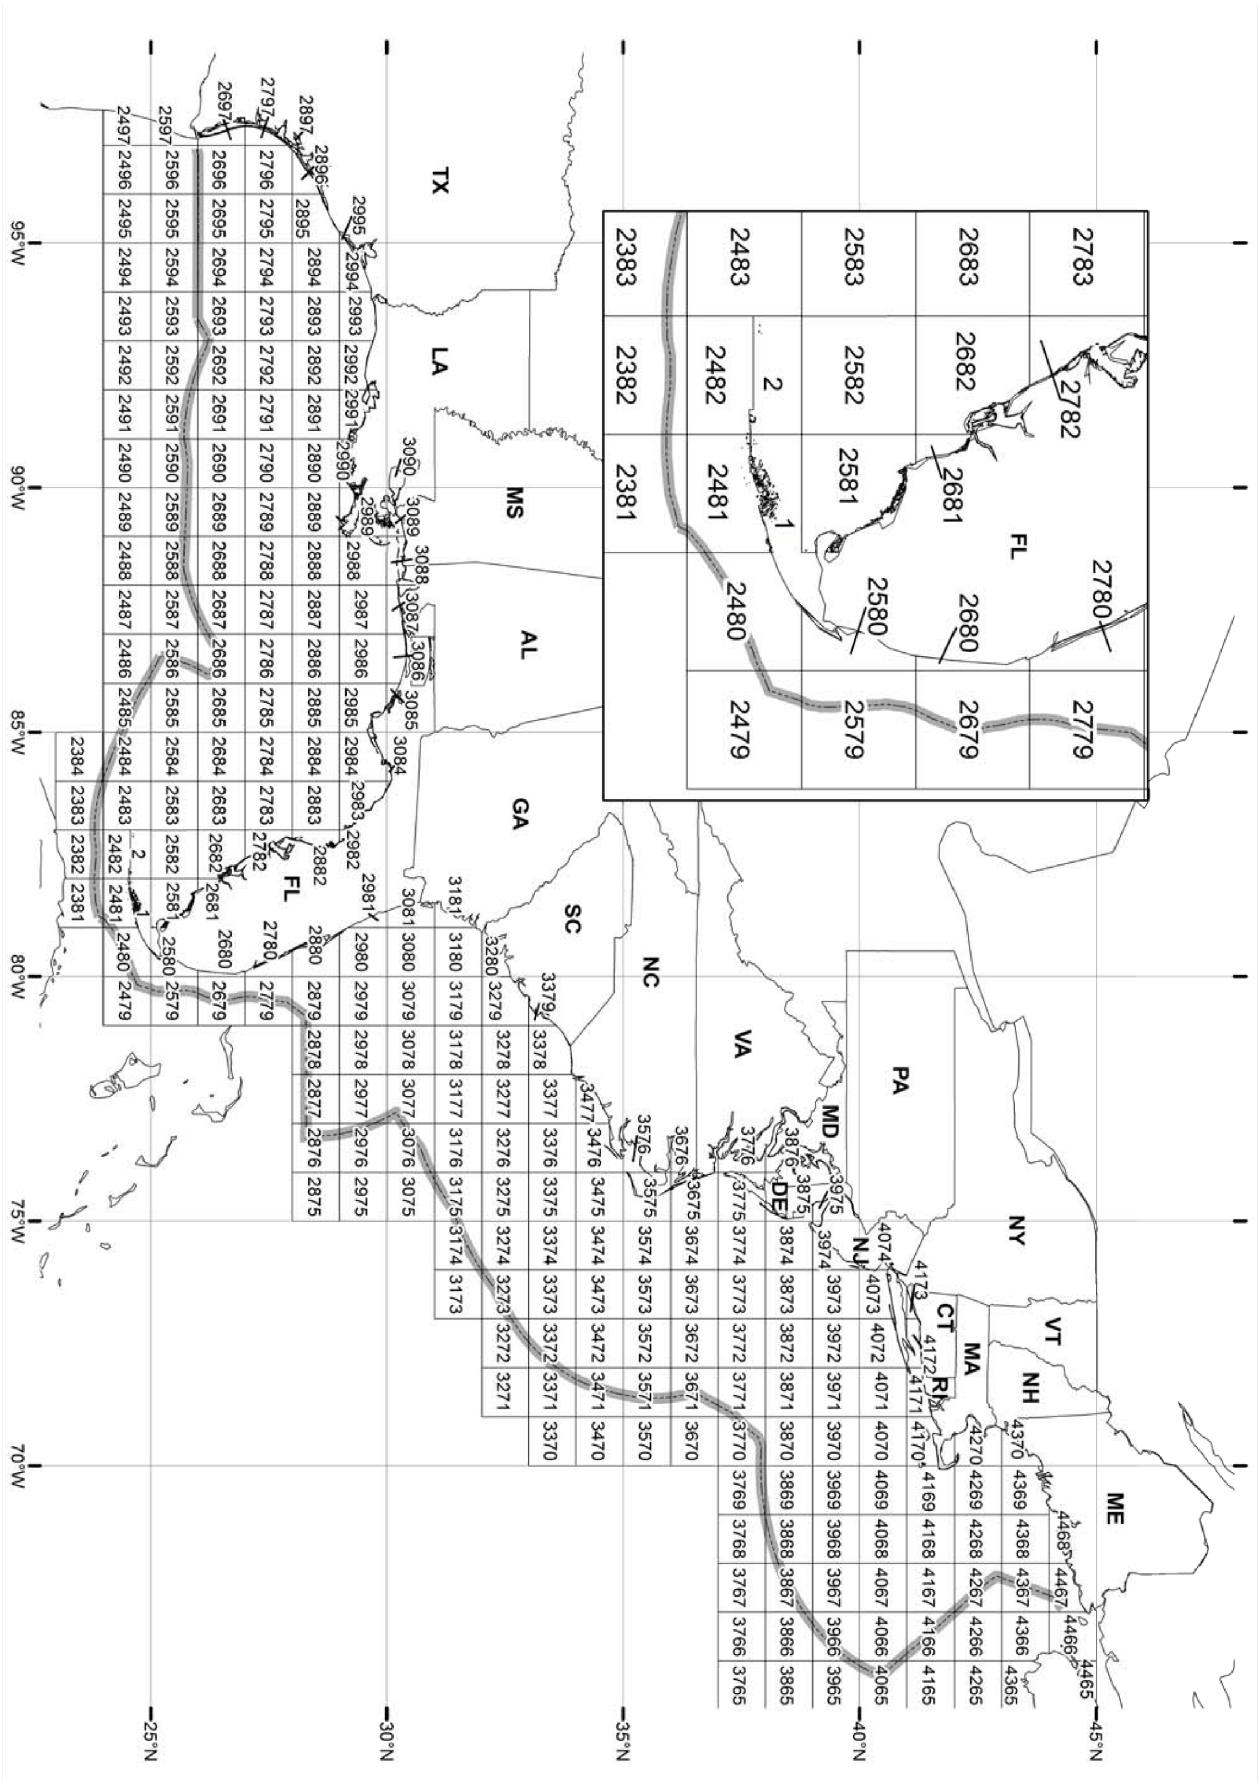 45°N
ME
4465
4468 4467 4466
VT
NH
NY
4370 4369 4368 4367 4366 4365
MA
4270 4269 4268 4267 4266 4265
CT
RI
4173 4172 4171 4170 4169 4168 4167 4166 4165
PA
NJ
4074 4073 4072 4071 4070 4069 4068 4067 4066 4065
40°N
MD
3975 3974 3973 3972 3971 3970 3969 3968 3967 3966 3965
DE
3876 3875 3874 3873 3872 3871 3870 3869 3868 3867 3866 3865
VA
3776 3775 3774 3773 3772 3771 3770 3769 3768 3767 3766 3765
3676 3675 3674 3673 3672 3671 3670
NC
3576 3575 3574 3573 3572 3571 3570
35°N
3477 3476 3475 3474 3473 3472 3471 3470
SC
3379 3378 3377 3376 3375 3374 3373 3372 3371 3370
3280 3279 3278 3277 3276 3275 3274 3273 3272 3271
TX
LA
MS
AL
GA
3181 3180 3179 3178 3177 3176 3175 3174 3173
3090 3089 3088 3087 3086 3085 3084 3081 3080 3079 3078 3077 3076 3075
30°N
2995 2994 2993 2992 2991 2990 2989 2988 2987 2986 2985 2984 2983 2982 2981 2980 2979 2978 2977 2976 2975
2897 2896 2895 2894 2893 2892 2891 2890 2889 2888 2887 2886 2885 2884 2883 2882 2880 2879 2878 2877 2876 2875
FL
2797 2796 2795 2794 2793 2792 2791 2790 2789 2788 2787 2786 2785 2784 2783 2782 2780 2779
2697 2696 2695 2694 2693 2692 2691 2690 2689 2688 2687 2686 2685 2684 2683 2682 2681 2680 2679
2597 2596 2595 2594 2593 2592 2591 2590 2589 2588 2587 2586 2585 2584 2583 2582 2581 2580 2579
25°N
2497 2496 2495 2494 2493 2492 2491 2490 2489 2488 2487 2486 2485 2484 2483 2482 2 2481 1 2480 2479
2384 2383 2382 2381
95°W 90°W 85°W 80°W 75°W 70°W
2783 2782 2780 2779
FL
2683 2682 2681 2680 2679
2583 2582 2581 2580 2579
2 1
2483 2482 2481 2480 2479
2383 2382 2381